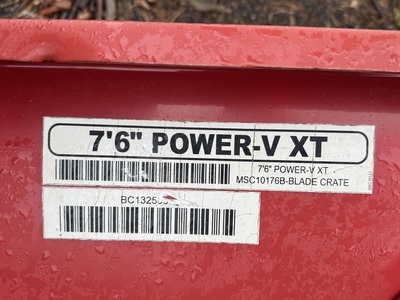 7'6" POWER-V XT
7'6" POWER-V XT
MSC10176B-BLADE CRATE